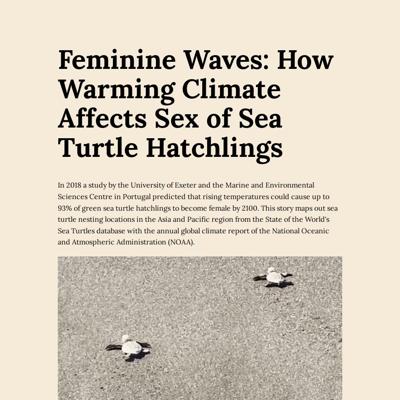 Feminine Waves: How
Warming Climate
Affects Sex of Sea
Turtle Hatchlings
In 2018 a study by the University of Exeter and the Marine and Environmental
Sciences Centre in Portugal predicted that rising temperatures could cause up to
93% of green sea turtle hatchlings to become female by 2100. This story maps out sea
turtle nesting locations in the Asia and Pacific region from the State of the World's
Sea Turtles database with the annual global climate report of the National Oceanic
and Atmospheric Administration (NOAA).